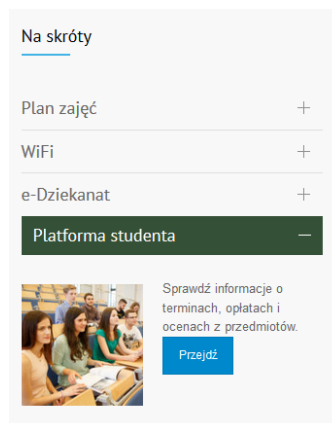 Na skróty
Plan zajęć
WiFi
e-Dziekanat
Platforma studenta
Sprawdź informacje o
terminach, opłatach i
ocenach z przedmiotów.
Przejdź